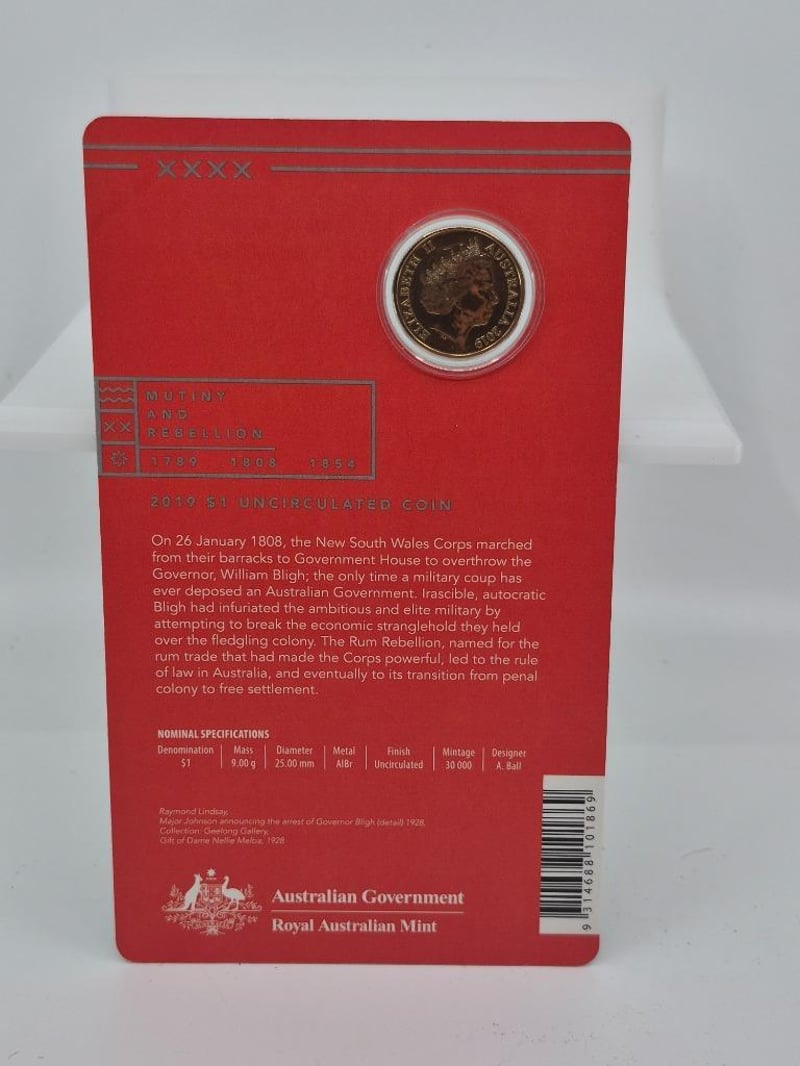 XXXX
ELIZABETH II AUSTRALIA 2019
MUTINY
AND
XX
REBELLION
1789 1808 1854
2019 $1 UNCIRCULATED COIN
On 26 January 1808, the New South Wales Corps marched
from their barracks to Government House to overthrow the
Governor, William Bligh; the only time a military coup has
ever deposed an Australian Government. Irascible, autocratic
Bligh had infuriated the ambitious and elite military by
attempting to break the economic stranglehold they held
over the fledgling colony. The Rum Rebellion, named for the
rum trade that had made the Corps powerful, led to the rule
of law in Australia, and eventually to its transition from penal
colony to free settlement.
NOMINAL SPECIFICATIONS
Denomination Mass Diameter Metal Finish Mintage Designer
$1 9.00 g 25.00 mm AlBr Uncirculated 30 000 A. Ball
Raymond Lindsay,
Major Johnson announcing the arrest of Governor Bligh (detail) 1928,
Collection: Geelong Gallery,
Gift of Dame Nellie Melba, 1928
Australian Government
Royal Australian Mint
9 314688 101869